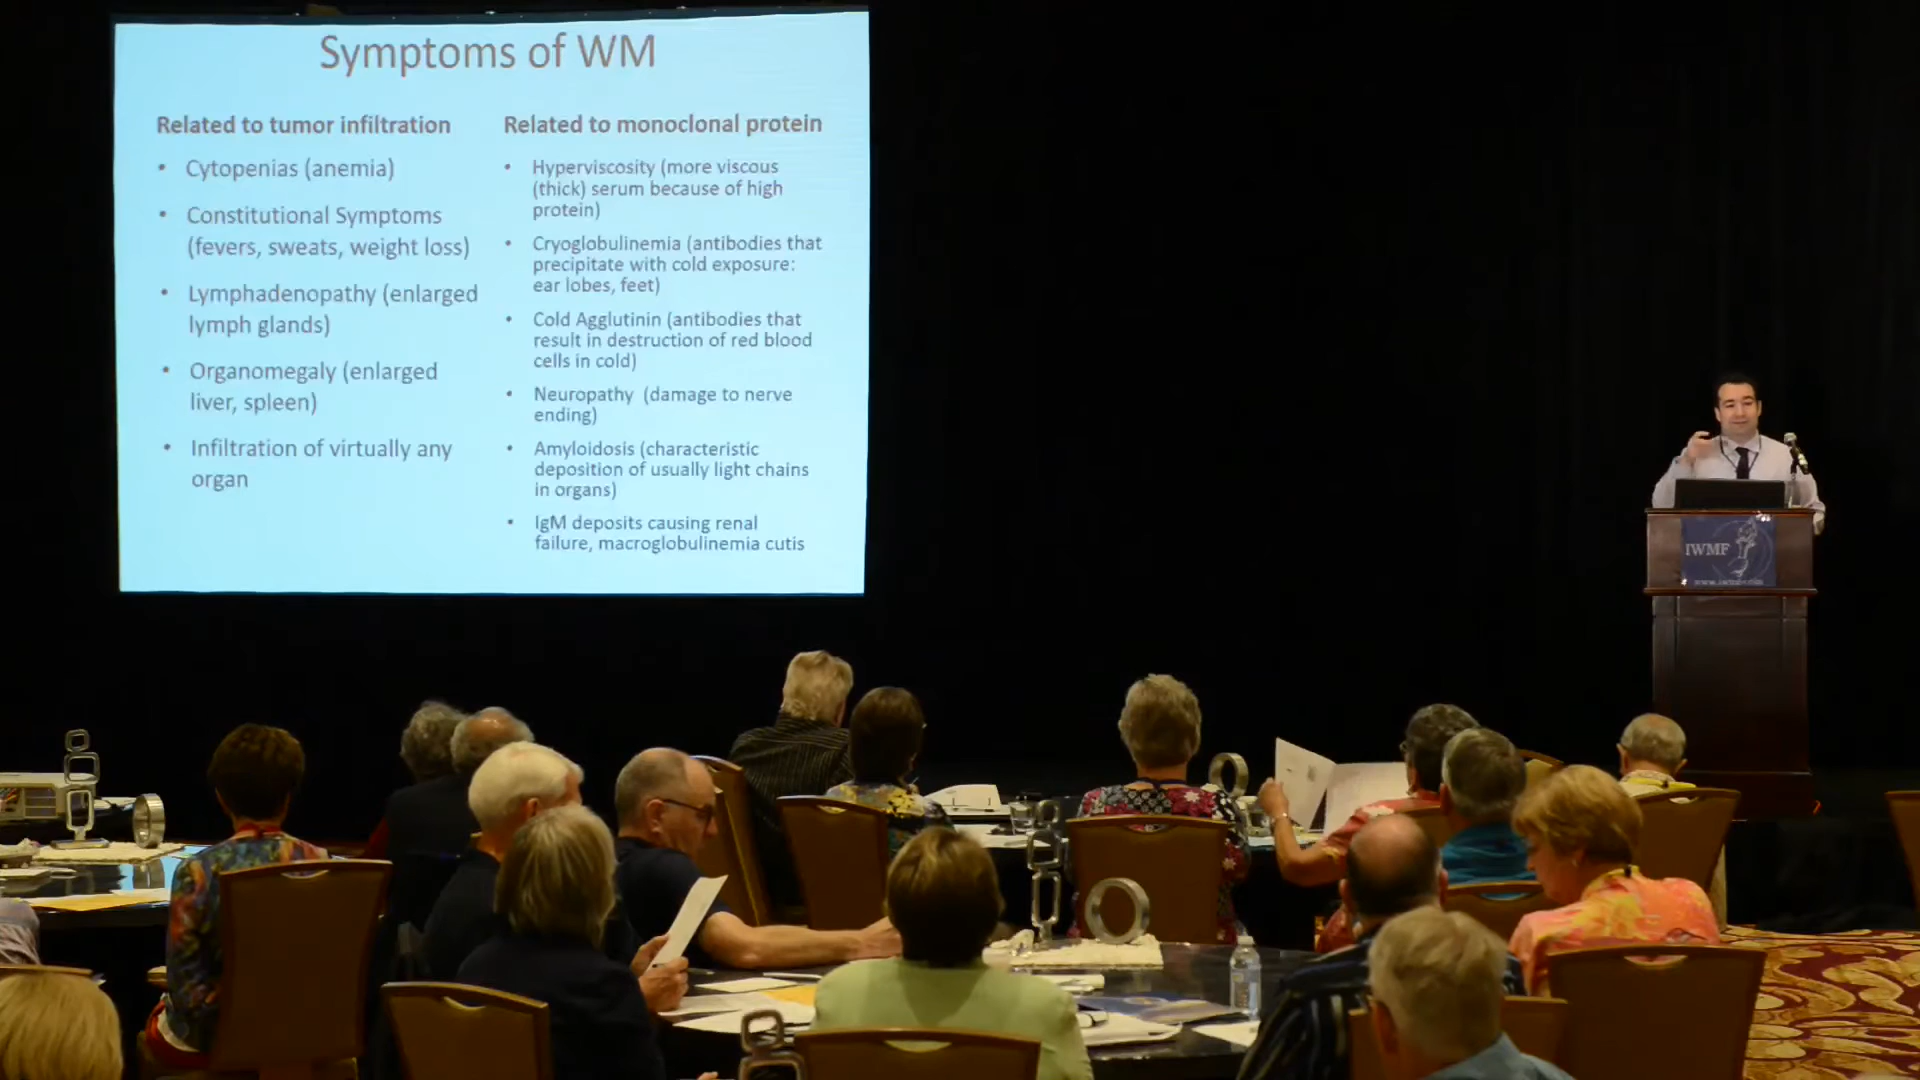 Symptoms of WM
Related to tumor infiltration
• Cytopenias (anemia)
• Constitutional Symptoms
(fevers, sweats, weight loss)
• Lymphadenopathy (enlarged
lymph glands)
• Organomegaly (enlarged
liver, spleen)
• Infiltration of virtually any
organ
Related to monoclonal protein
• Hyperviscosity (more viscous
(thick) serum because of high
protein)
• Cryoglobulinemia (antibodies that
precipitate with cold exposure:
ear lobes, feet)
• Cold Agglutinin (antibodies that
result in destruction of red blood
cells in cold)
• Neuropathy (damage to nerve
ending)
• Amyloidosis (characteristic
deposition of usually light chains
in organs)
• IgM deposits causing renal
failure, macroglobulinemia cutis
IWMF